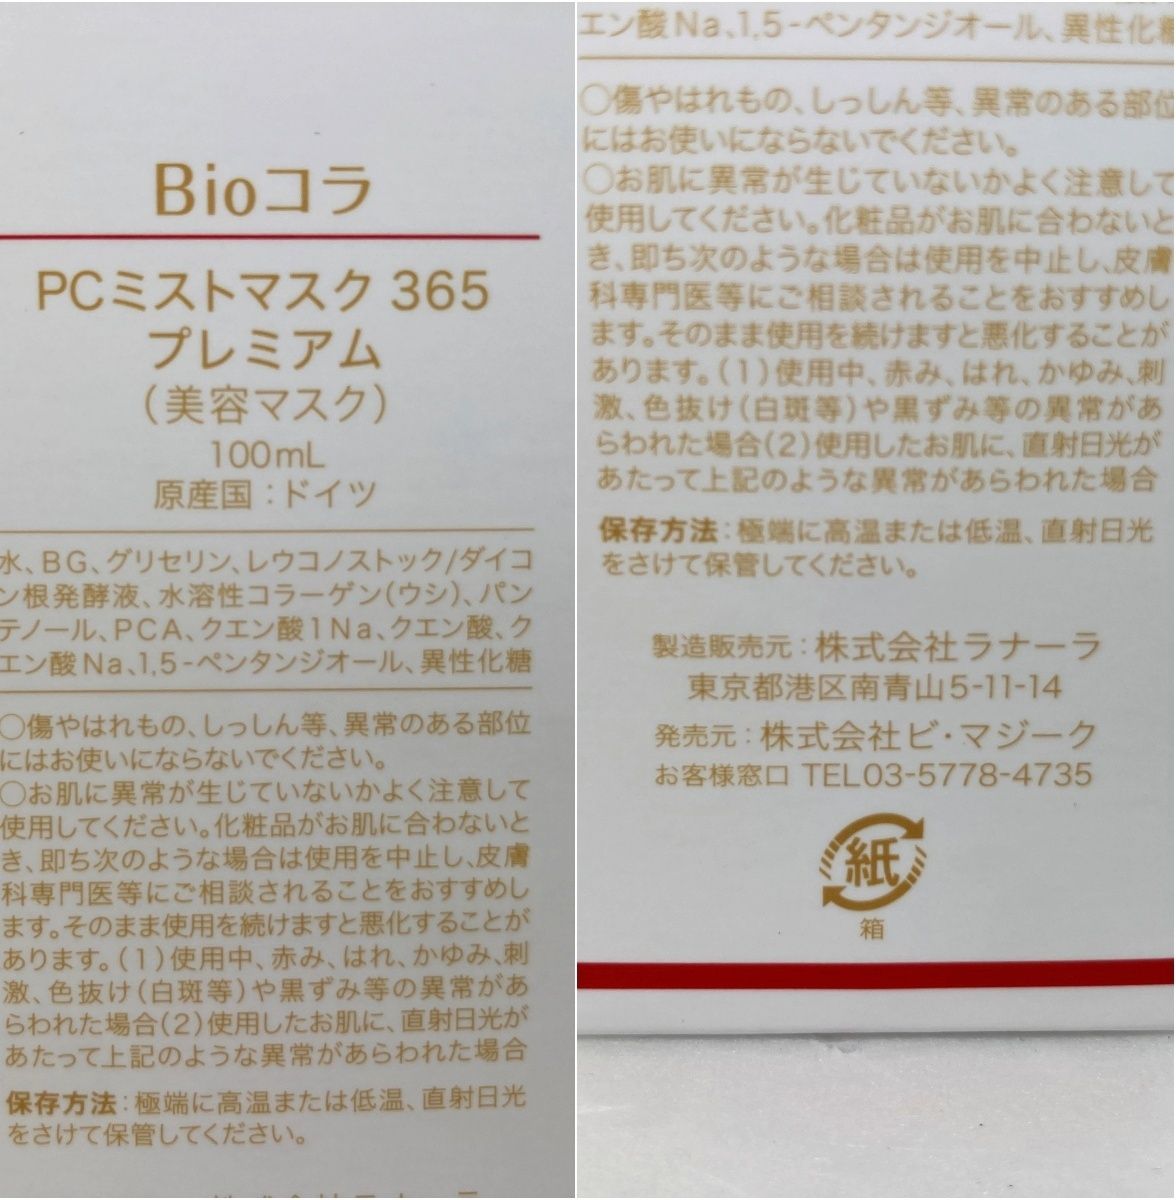 Bioコラ
PCミストマスク 365
プレミアム
(美容マスク)
100mL
原産国:ドイツ
水、BG、グリセリン、レウコノストック/ダイコ
ン根発酵液、水溶性コラーゲン(ウシ)、パン
テノール、PCA、クエン酸1Na、クエン酸、ク
エン酸Na、1,5-ペンタンジオール、異性化糖
○傷やはれもの、しっしん等、異常のある部位
にはお使いにならないでください。
○お肌に異常が生じていないかよく注意して
使用してください。化粧品がお肌に合わないと
き、即ち次のような場合は使用を中止し、皮膚
科専門医等にご相談されることをおすすめし
ます。そのまま使用を続けますと悪化することが
あります。(1)使用中、赤み、はれ、かゆみ、刺
激、色抜け(白斑等)や黒ずみ等の異常があ
らわれた場合(2)使用したお肌に、直射日光が
あたって上記のような異常があらわれた場合
保存方法:極端に高温または低温、直射日光
をさけて保管してください。
エン酸Na、1,5-ペンタンジオール、異性化糖
○傷やはれもの、しっしん等、異常のある部位
にはお使いにならないでください。
○お肌に異常が生じていないかよく注意して
使用してください。化粧品がお肌に合わないと
き、即ち次のような場合は使用を中止し、皮膚
科専門医等にご相談されることをおすすめし
ます。そのまま使用を続けますと悪化することが
あります。(1)使用中、赤み、はれ、かゆみ、刺
激、色抜け(白斑等)や黒ずみ等の異常があ
らわれた場合(2)使用したお肌に、直射日光が
あたって上記のような異常があらわれた場合
保存方法:極端に高温または低温、直射日光
をさけて保管してください。
製造販売元:株式会社ラナーラ
東京都港区南青山5-11-14
発売元:株式会社ビ・マジーク
お客様窓口 TEL03-5778-4735
紙
箱